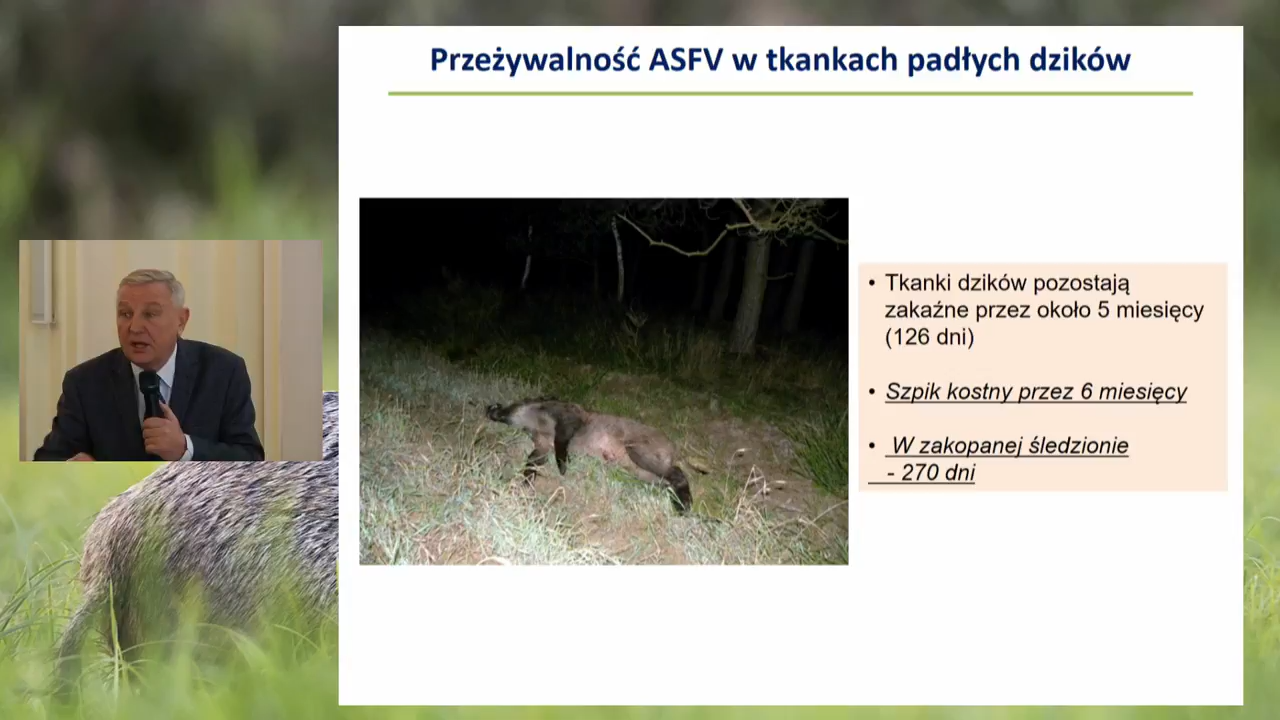 Przeżywalność ASFV w tkankach padłych dzików
• Tkanki dzików pozostają
zakaźne przez około 5 miesięcy
(126 dni)
• Szpik kostny przez 6 miesięcy
• W zakopanej śledzionie
- 270 dni